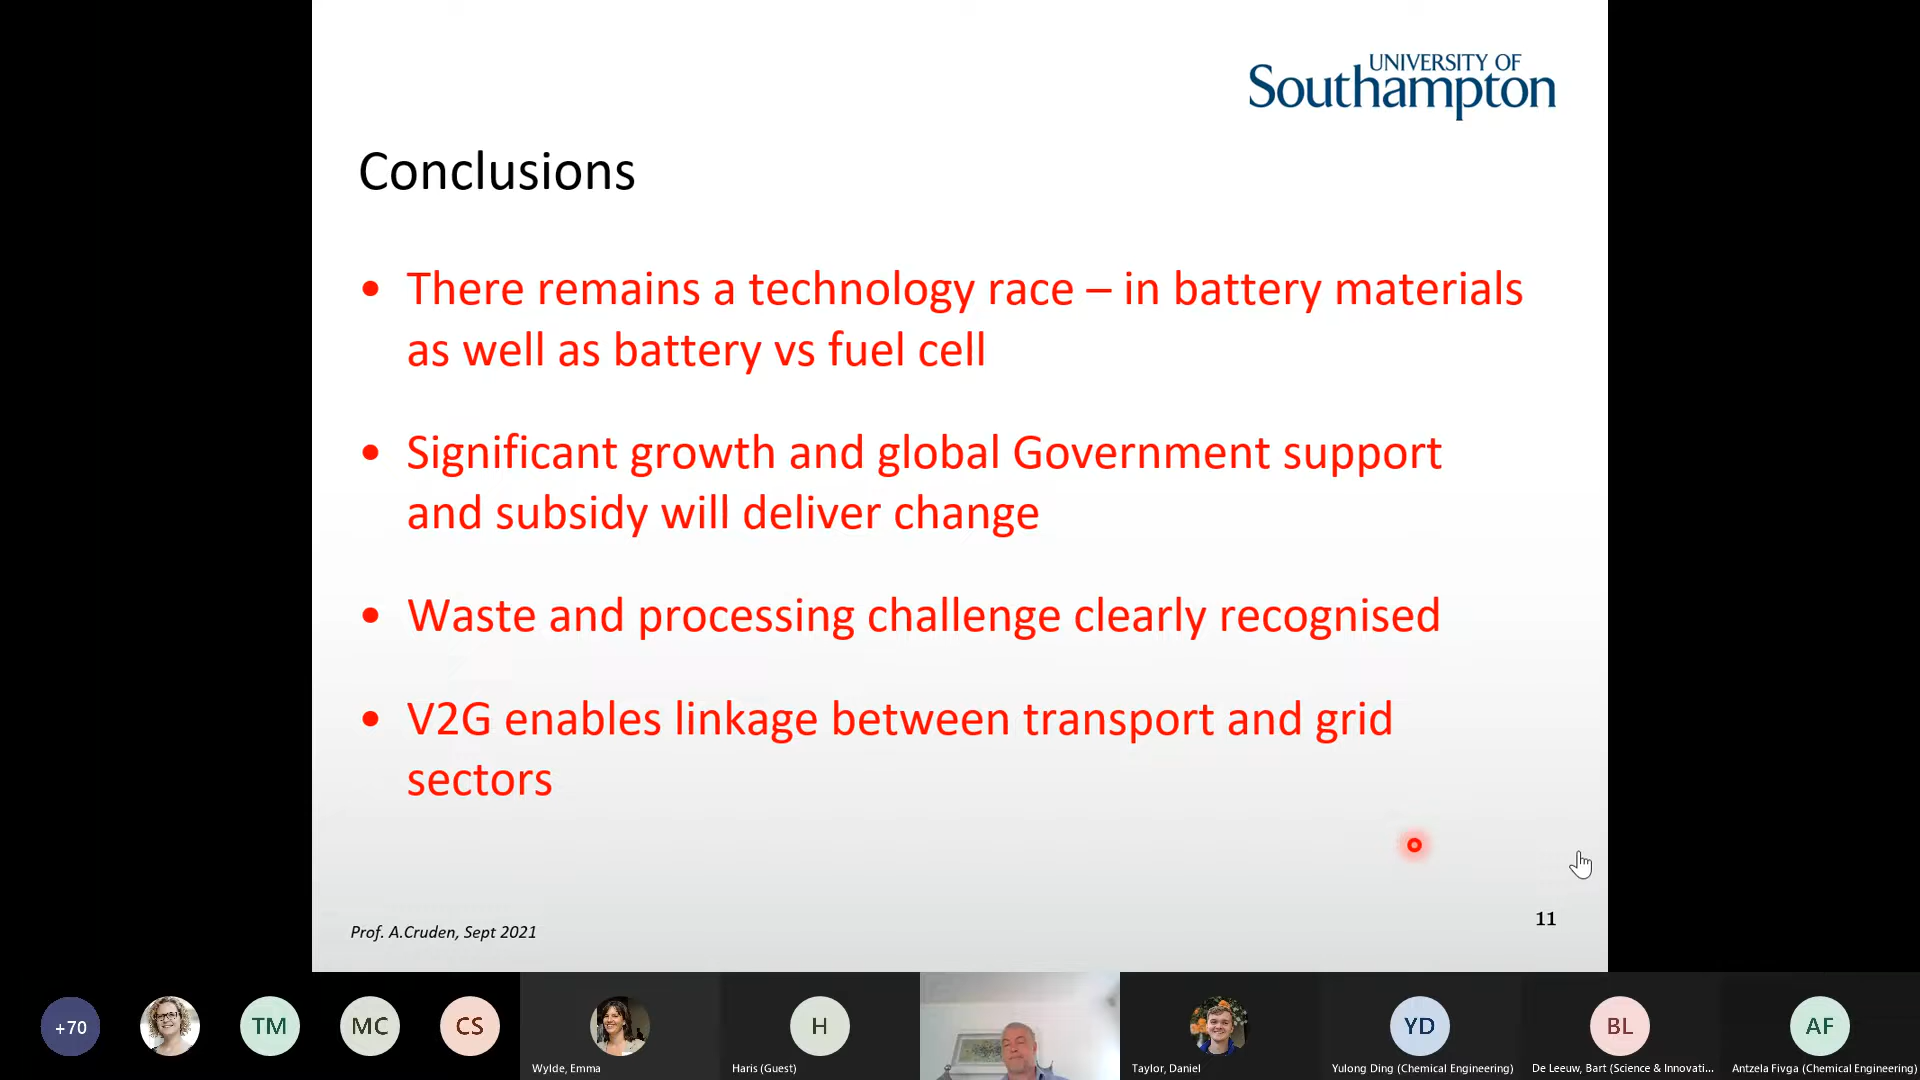 UNIVERSITY OF
Southampton
Conclusions
• There remains a technology race – in battery materials
as well as battery vs fuel cell
• Significant growth and global Government support
and subsidy will deliver change
• Waste and processing challenge clearly recognised
• V2G enables linkage between transport and grid
sectors
Prof. A.Cruden, Sept 2021
11
+70
TM
MC
CS
Wylde, Emma
H
Haris (Guest)
Taylor, Daniel
YD
Yulong Ding (Chemical Engineering)
BL
De Leeuw, Bart (Science & Innovati...
AF
Antzela Fivga (Chemical Engineering)